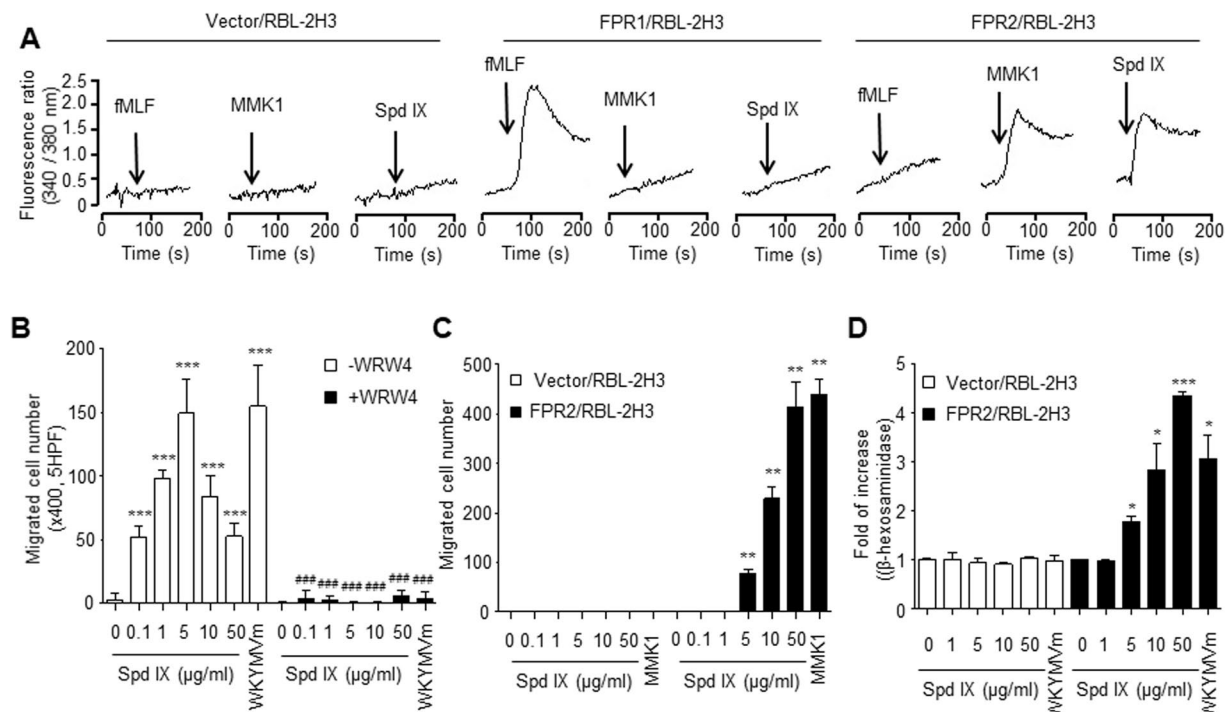 A
Vector/RBL-2H3
FPR1/RBL-2H3
FPR2/RBL-2H3
Fluorescence ratio
(340 / 380 nm)
2.5
2.0
1.5
1.0
0.5
0
fMLF
MMK1
Spd IX
fMLF
MMK1
Spd IX
fMLF
MMK1
Spd IX
0 100 200
0 100 200
0 100 200
0 100 200
0 100 200
0 100 200
0 100 200
0 100 200
0 100 200
Time (s)
Time (s)
Time (s)
Time (s)
Time (s)
Time (s)
Time (s)
Time (s)
Time (s)
B
Migrated cell number
(x400, 5HPF)
200
150
100
50
0
*** *** *** *** *** ***
### ### ### ### ### ###
-WRW4
+WRW4
0 0.1 1 5 10 50 WKYMVm
0 0.1 1 5 10 50 WKYMVm
Spd IX (μg/ml)
Spd IX (μg/ml)
C
Migrated cell number
500
400
300
200
100
0
Vector/RBL-2H3
FPR2/RBL-2H3
** ** ** **
0 0.1 1 5 10 50 MMK1
0 0.1 1 5 10 50 MMK1
Spd IX (μg/ml)
Spd IX (μg/ml)
D
Fold of increase
((β-hexosaminidase)
5
4
3
2
1
0
Vector/RBL-2H3
FPR2/RBL-2H3
* * *** *
0 1 5 10 50 WKYMVm
0 1 5 10 50 WKYMVm
Spd IX (μg/ml)
Spd IX (μg/ml)